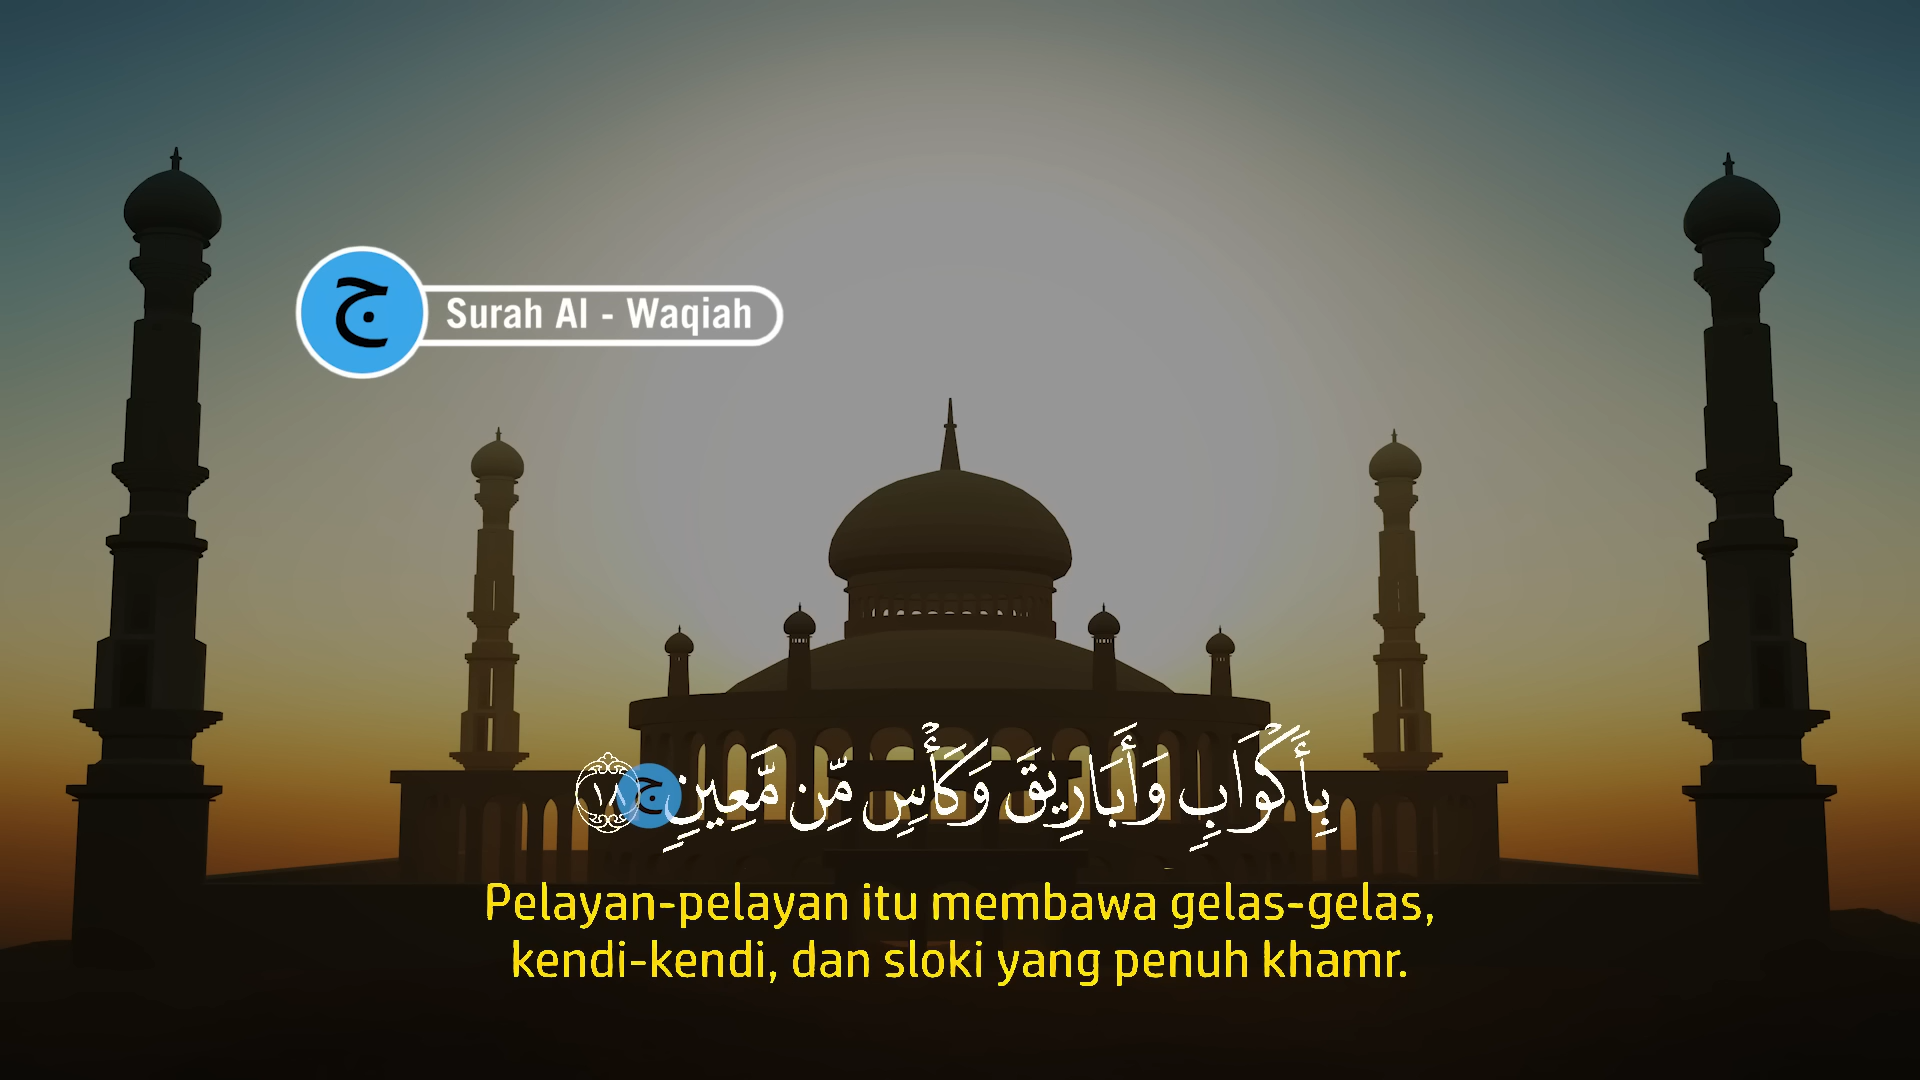 ج
Surah Al - Waqiah
بِأَكْوَابٍ وَأَبَارِيقَ وَكَأْسٍ مِّن مَّعِينٍ ج ١٨
Pelayan-pelayan itu membawa gelas-gelas,
kendi-kendi, dan sloki yang penuh khamr.